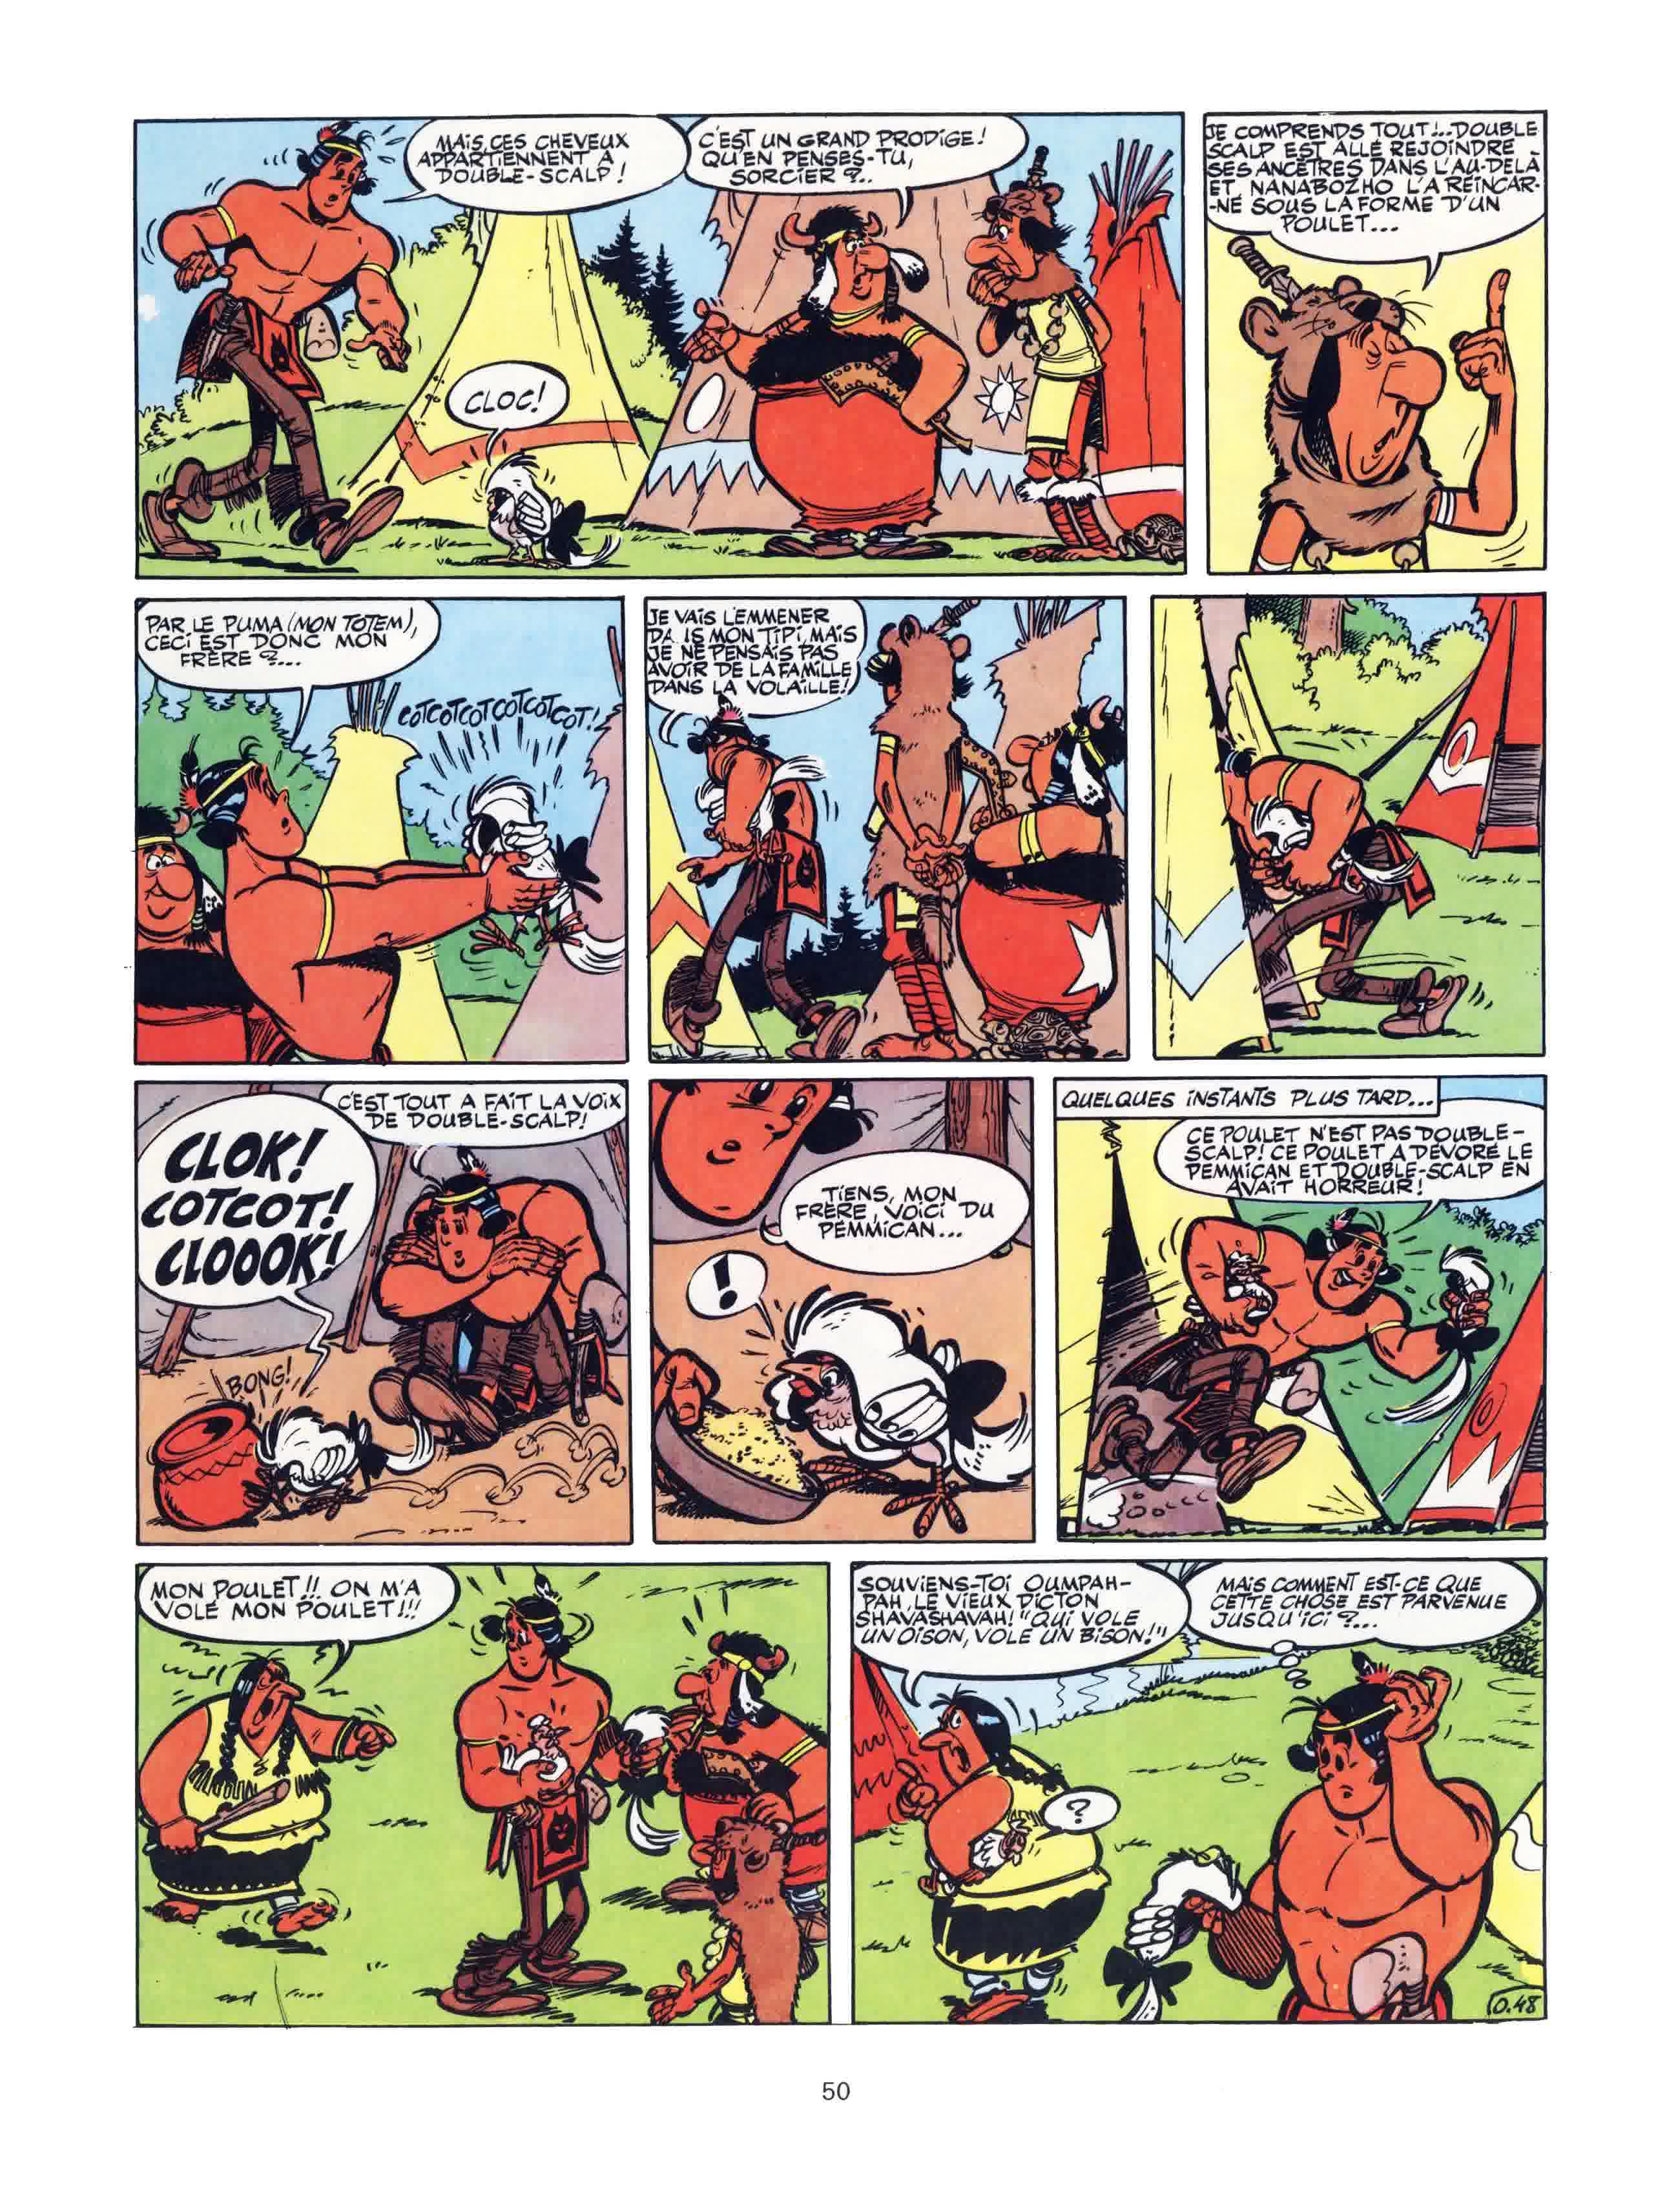 MAIS CES CHEVEUX
APPARTIENNENT À
DOUBLE-SCALP!
CLOC!
C'EST UN GRAND PRODIGE!
QU'EN PENSES-TU,
SORCIER ?..
JE COMPRENDS TOUT!..DOUBLE
SCALP EST ALLÉ REJOINDRE
SES ANCÊTRES DANS L'AU-DELÀ
ET NANABOZHO L'A RÉINCAR-
-NÉ SOUS LA FORME D'UN
POULET...
PAR LE PUMA (MON TOTEM),
CECI EST DONC MON
FRÈRE ?...
COTCOTCOTCOTCOTCOT!
JE VAIS L'EMMENER
DA IS MON TIPI, MAIS
JE NE PENSAIS PAS
AVOIR DE LA FAMILLE
DANS LA VOLAILLE!
CLOK!
COTCOT!
CLOOOK!
C'EST TOUT A FAIT LA VOIX
DE DOUBLE-SCALP!
BONG!
TIENS, MON
FRÈRE, VOICI DU
PEMMICAN...
!
QUELQUES INSTANTS PLUS TARD...
CE POULET N'EST PAS DOUBLE-
SCALP! CE POULET A DÉVORÉ LE
PEMMICAN ET DOUBLE-SCALP EN
AVAIT HORREUR!
MON POULET!! ON M'A
VOLÉ MON POULET!!!
SOUVIENS-TOI OUMPAH-
PAH, LE VIEUX DICTON
SHAVASHAVAH! "QUI VOLE
UN OISON, VOLE UN BISON!"
?
MAIS COMMENT EST-CE QUE
CETTE CHOSE EST PARVENUE
JUSQU'ICI ?...
O.48
50